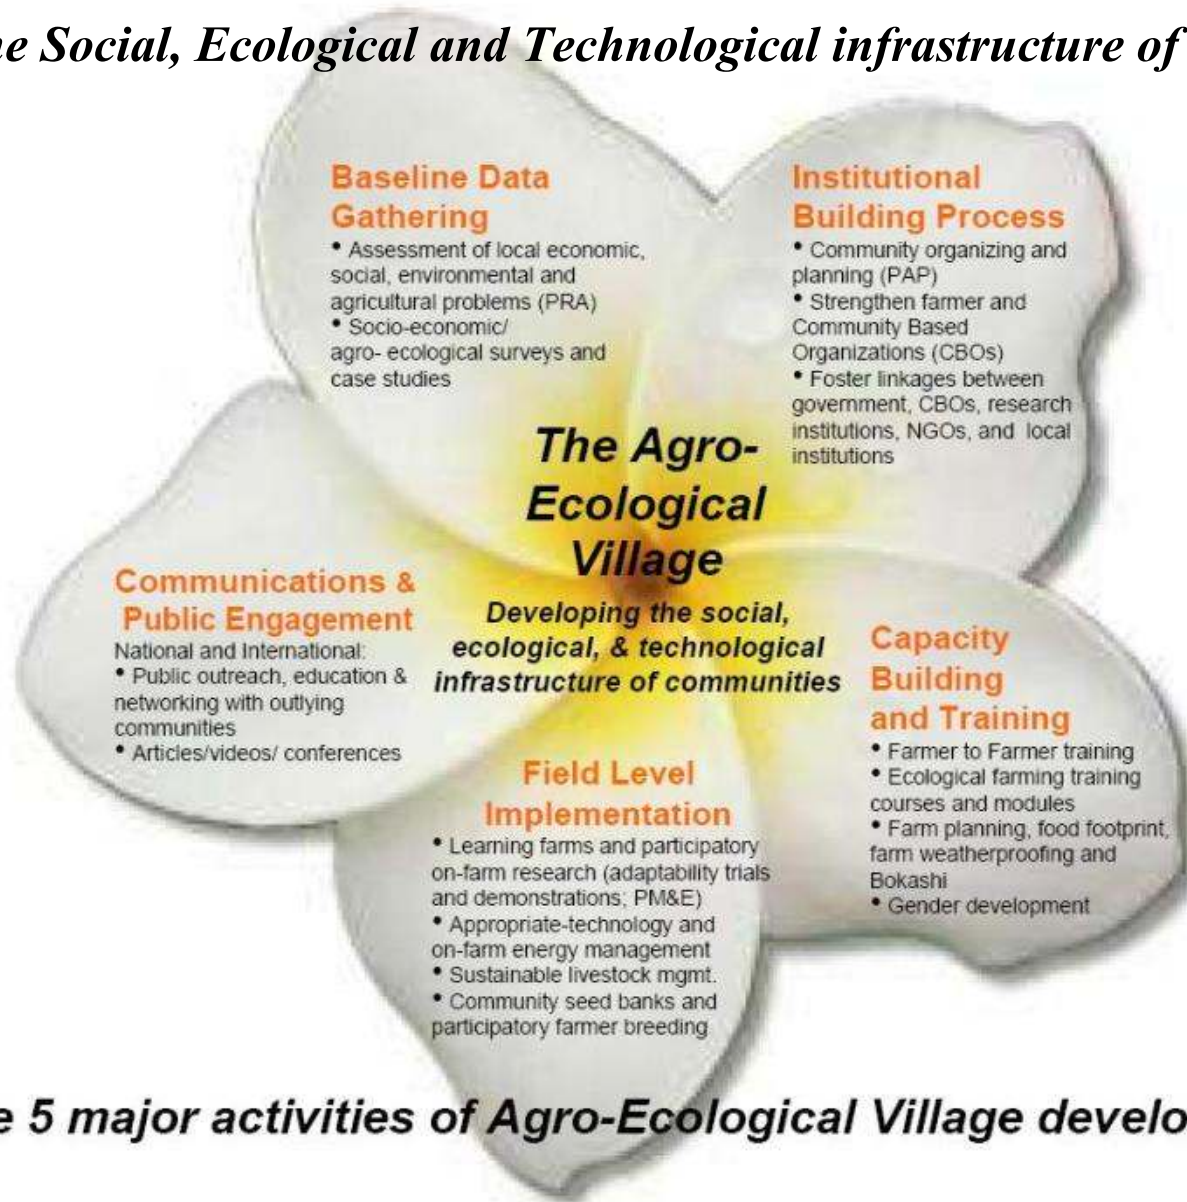 he Social, Ecological and Technological infrastructure of
Baseline Data
Gathering
• Assessment of local economic,
social, environmental and
agricultural problems (PRA)
• Socio-economic/
agro- ecological surveys and
case studies
Institutional
Building Process
• Community organizing and
planning (PAP)
• Strengthen farmer and
Community Based
Organizations (CBOs)
• Foster linkages between
government, CBOs, research
institutions, NGOs, and local
institutions
The Agro-
Ecological
Village
Developing the social,
ecological, & technological
infrastructure of communities
Communications &
Public Engagement
National and International:
• Public outreach, education &
networking with outlying
communities
• Articles/videos/ conferences
Capacity
Building
and Training
• Farmer to Farmer training
• Ecological farming training
courses and modules
• Farm planning, food footprint,
farm weatherproofing and
Bokashi
• Gender development
Field Level
Implementation
• Learning farms and participatory
on-farm research (adaptability trials
and demonstrations; PM&E)
• Appropriate-technology and
on-farm energy management
• Sustainable livestock mgmt.
• Community seed banks and
participatory farmer breeding
e 5 major activities of Agro-Ecological Village develo